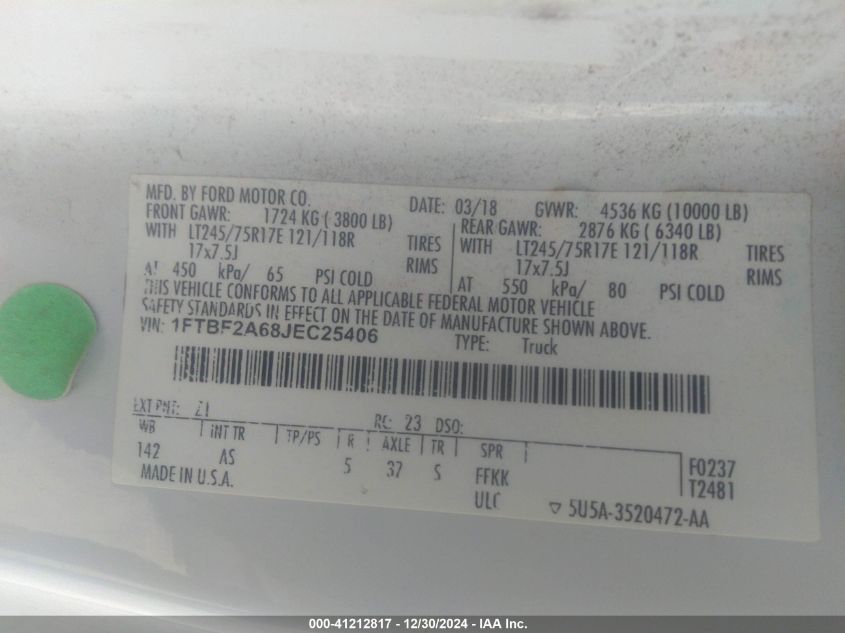 MFD. BY FORD MOTOR CO. DATE: 03/18 GVWR: 4536 KG (10000 LB)
FRONT GAWR: 1724 KG ( 3800 LB) REAR GAWR: 2876 KG ( 6340 LB)
WITH LT245/75R17E 121/118R TIRES WITH LT245/75R17E 121/118R TIRES
17x7.5J RIMS 17x7.5J RIMS
AT 450 kPa/ 65 PSI COLD AT 550 kPa/ 80 PSI COLD
THIS VEHICLE CONFORMS TO ALL APPLICABLE FEDERAL MOTOR VEHICLE
SAFETY STANDARDS IN EFFECT ON THE DATE OF MANUFACTURE SHOWN ABOVE.
VIN: 1FTBF2A68JEC25406 TYPE: Truck
EXT PNT: Z1 RC: 23 DSO:
WB INT TR TP/PS R AXLE TR SPR
142 AS 5 37 S FFKK F0237
MADE IN U.S.A. ULC T2481
5U5A-3520472-AA
000-41212817 - 12/30/2024 - IAA Inc.